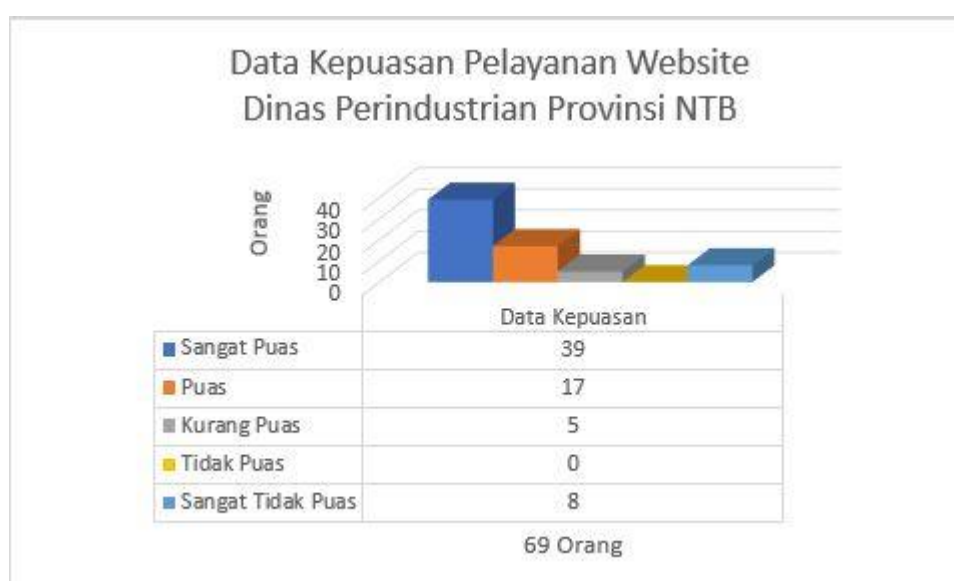 Data Kepuasan Pelayanan Website
Dinas Perindustrian Provinsi NTB
Orang
40
30
20
10
0
Data Kepuasan
Sangat Puas 39
Puas 17
Kurang Puas 5
Tidak Puas 0
Sangat Tidak Puas 8
69 Orang